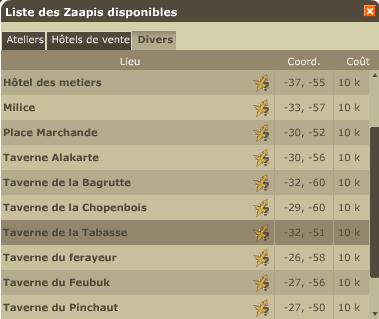 Liste des Zaapis disponibles
Ateliers Hôtels de vente Divers
Lieu Coord. Coût
Hôtel des metiers -37, -55 10 k
Milice -33, -57 10 k
Place Marchande -30, -52 10 k
Taverne Alakarte -30, -56 10 k
Taverne de la Bagrutte -32, -60 10 k
Taverne de la Chopenbois -29, -60 10 k
Taverne de la Tabasse -32, -51 10 k
Taverne du ferayeur -26, -58 10 k
Taverne du Feubuk -27, -56 10 k
Taverne du Pinchaut -27, -50 10 k